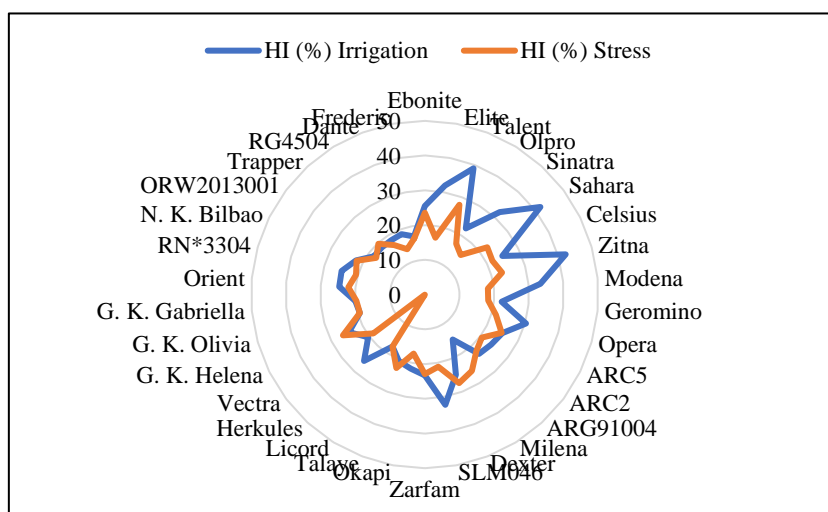 HI (%) Irrigation
HI (%) Stress
Ebonite
Elite
Talent
Olpro
Sinatra
Sahara
Celsius
Zitna
Modena
Geromino
Opera
ARC5
ARC2
ARG91004
Milena
Dexter
SLM046
Zarfam
Okapi
Talaye
Licord
Herkules
Vectra
G. K. Helena
G. K. Olivia
G. K. Gabriella
Orient
RN*3304
N. K. Bilbao
ORW2013001
Trapper
RG4504
Dante
Frederic
50
40
30
20
10
0